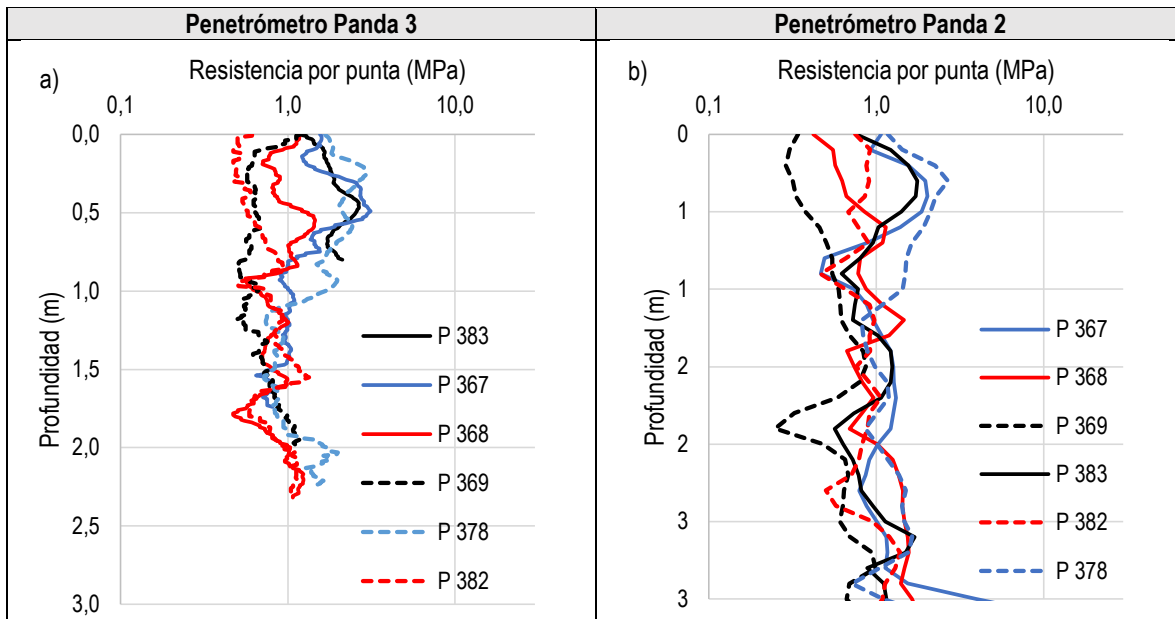 Penetrómetro Panda 3
Penetrómetro Panda 2
a)
Resistencia por punta (MPa)
0,1 1,0 10,0
Profundidad (m)
0,0
0,5
1,0
1,5
2,0
2,5
3,0
P 383
P 367
P 368
P 369
P 378
P 382
b)
Resistencia por punta (MPa)
0,1 1,0 10,0
Profundidad (m)
0
1
1
2
2
3
3
P 367
P 368
P 369
P 383
P 382
P 378